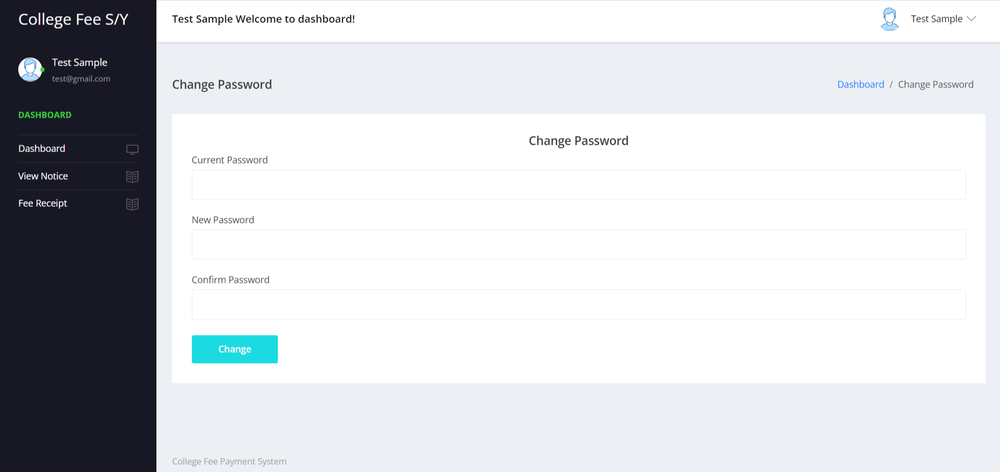 College Fee S/Y
Test Sample
test@gmail.com
DASHBOARD
Dashboard
View Notice
Fee Receipt
Test Sample Welcome to dashboard!
Test Sample
Change Password
Dashboard / Change Password
Change Password
Current Password
New Password
Confirm Password
Change
College Fee Payment System